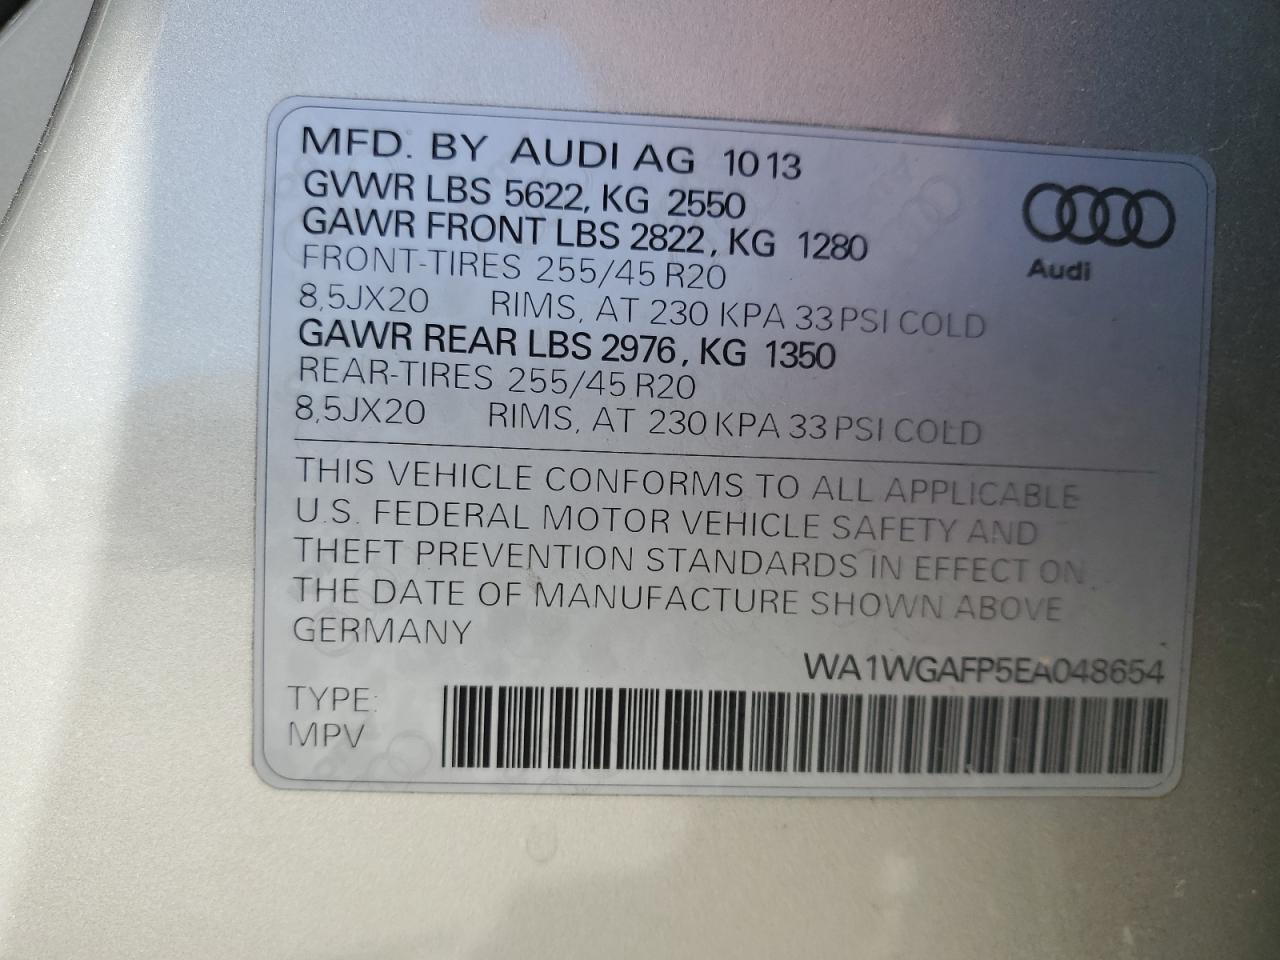 MFD. BY AUDI AG 10 13
GVWR LBS 5622, KG 2550
GAWR FRONT LBS 2822, KG 1280
FRONT-TIRES 255/45 R20
8,5JX20 RIMS, AT 230 KPA 33 PSI COLD
GAWR REAR LBS 2976, KG 1350
REAR-TIRES 255/45 R20
8,5JX20 RIMS, AT 230 KPA 33 PSI COLD
Audi
THIS VEHICLE CONFORMS TO ALL APPLICABLE
U.S. FEDERAL MOTOR VEHICLE SAFETY AND
THEFT PREVENTION STANDARDS IN EFFECT ON
THE DATE OF MANUFACTURE SHOWN ABOVE
GERMANY
WA1WGAFP5EA048654
TYPE:
MPV